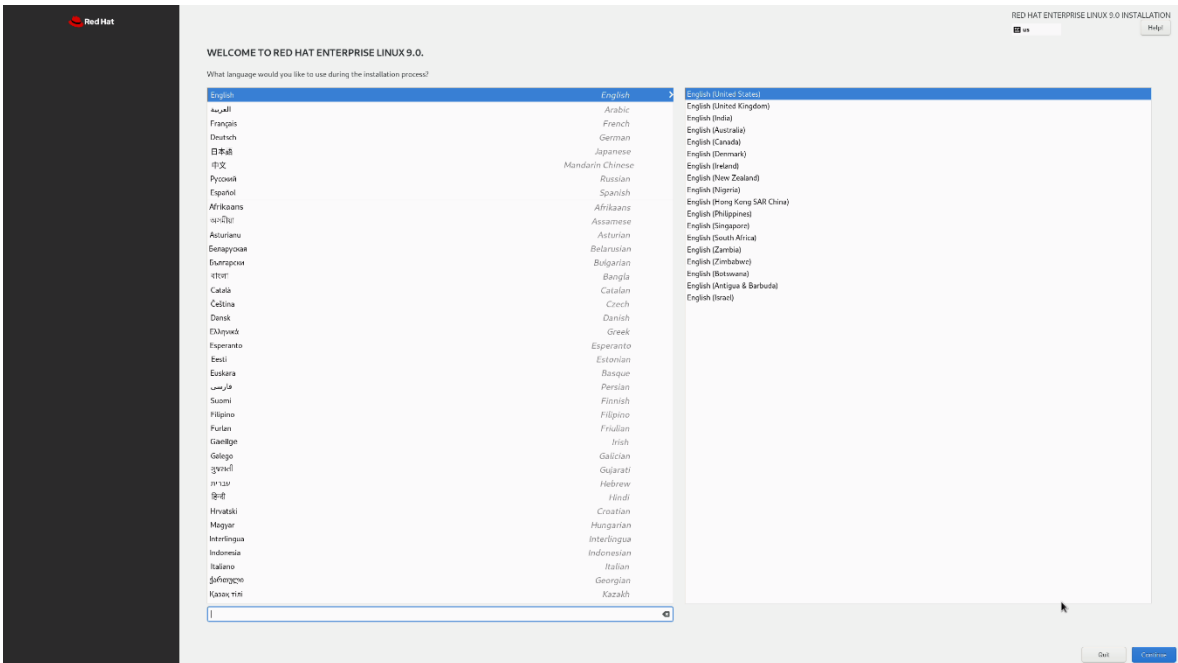 Red Hat
RED HAT ENTERPRISE LINUX 9.0 INSTALLATION
us
Help!
WELCOME TO RED HAT ENTERPRISE LINUX 9.0.
What language would you like to use during the installation process?
English English
العربية Arabic
Français French
Deutsch German
日本語 Japanese
中文 Mandarin Chinese
Русский Russian
Español Spanish
Afrikaans Afrikaans
অসমীয়া Assamese
Asturianu Asturian
Беларуская Belarusian
Български Bulgarian
বাংলা Bangla
Català Catalan
Čeština Czech
Dansk Danish
Ελληνικά Greek
Esperanto Esperanto
Eesti Estonian
Euskara Basque
فارسی Persian
Suomi Finnish
Filipino Filipino
Furlan Friulian
Gaeilge Irish
Galego Galician
ગુજરાતી Gujarati
עברית Hebrew
हिन्दी Hindi
Hrvatski Croatian
Magyar Hungarian
Interlingua Interlingua
Indonesia Indonesian
Italiano Italian
ქართული Georgian
Қазақ тілі Kazakh
English (United States)
English (United Kingdom)
English (India)
English (Australia)
English (Canada)
English (Denmark)
English (Ireland)
English (New Zealand)
English (Nigeria)
English (Hong Kong SAR China)
English (Philippines)
English (Singapore)
English (South Africa)
English (Zambia)
English (Zimbabwe)
English (Botswana)
English (Antigua & Barbuda)
English (Israel)
Quit
Continue